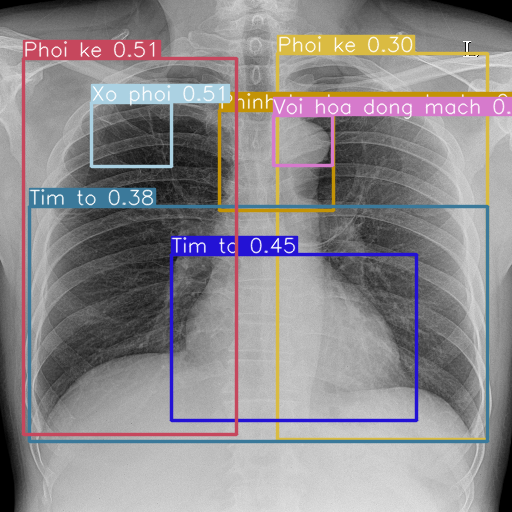 Phoi ke 0.51
Phoi ke 0.30
Xo phoi 0.51
Voi hoa dong mach 0.
Tim to 0.38
Tim to 0.45
L